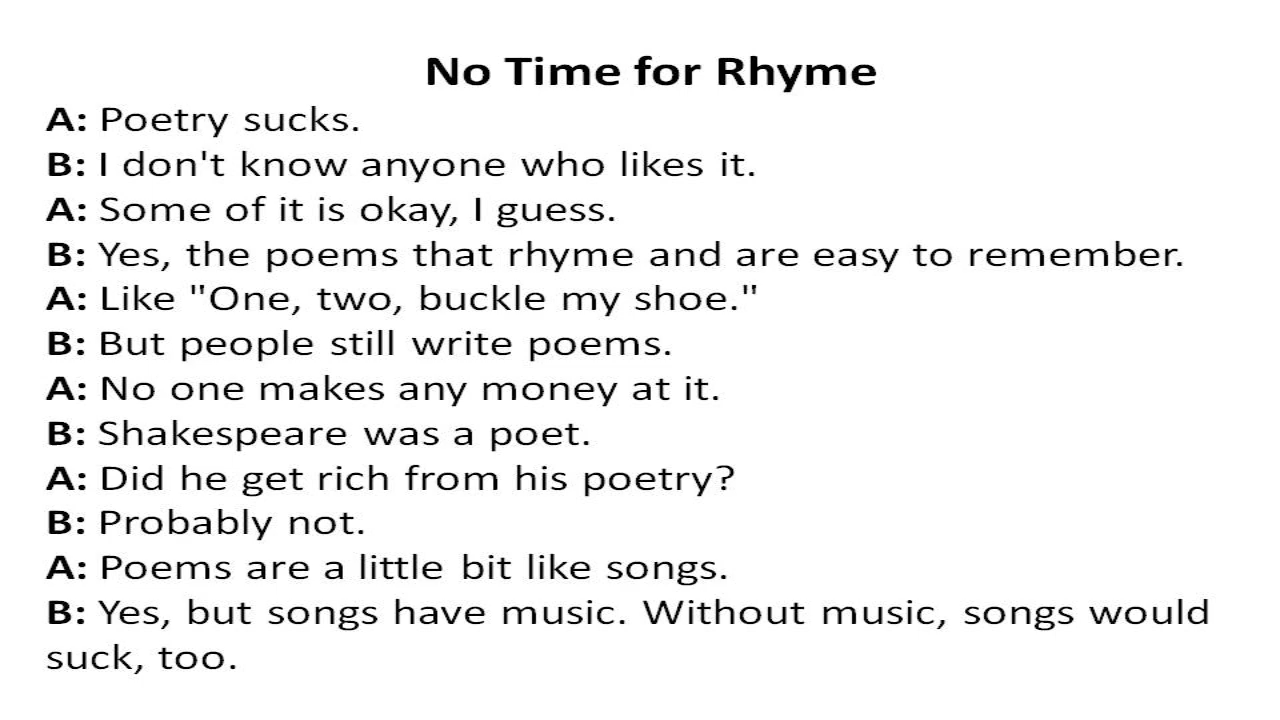 No Time for Rhyme
A: Poetry sucks.
B: I don't know anyone who likes it.
A: Some of it is okay, I guess.
B: Yes, the poems that rhyme and are easy to remember.
A: Like "One, two, buckle my shoe."
B: But people still write poems.
A: No one makes any money at it.
B: Shakespeare was a poet.
A: Did he get rich from his poetry?
B: Probably not.
A: Poems are a little bit like songs.
B: Yes, but songs have music. Without music, songs would
suck, too.